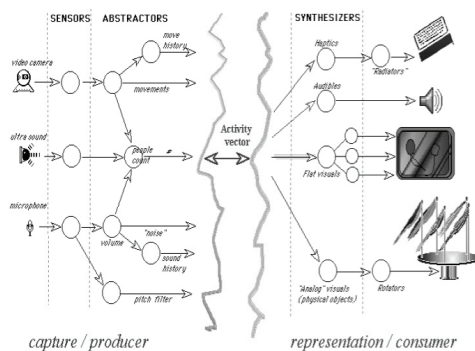 SENSORS
ABSTRACTORS
SYNTHESIZERS
move
history
video camera
movements
ultra sound
people
count
#
microphone
volume
"noise"
sound
history
pitch filter
Activity
vector
Haptics
"Radiators"
Audibles
Flat visuals
"Analog" visuals
(physical objects)
Rotators
capture / producer
representation / consumer